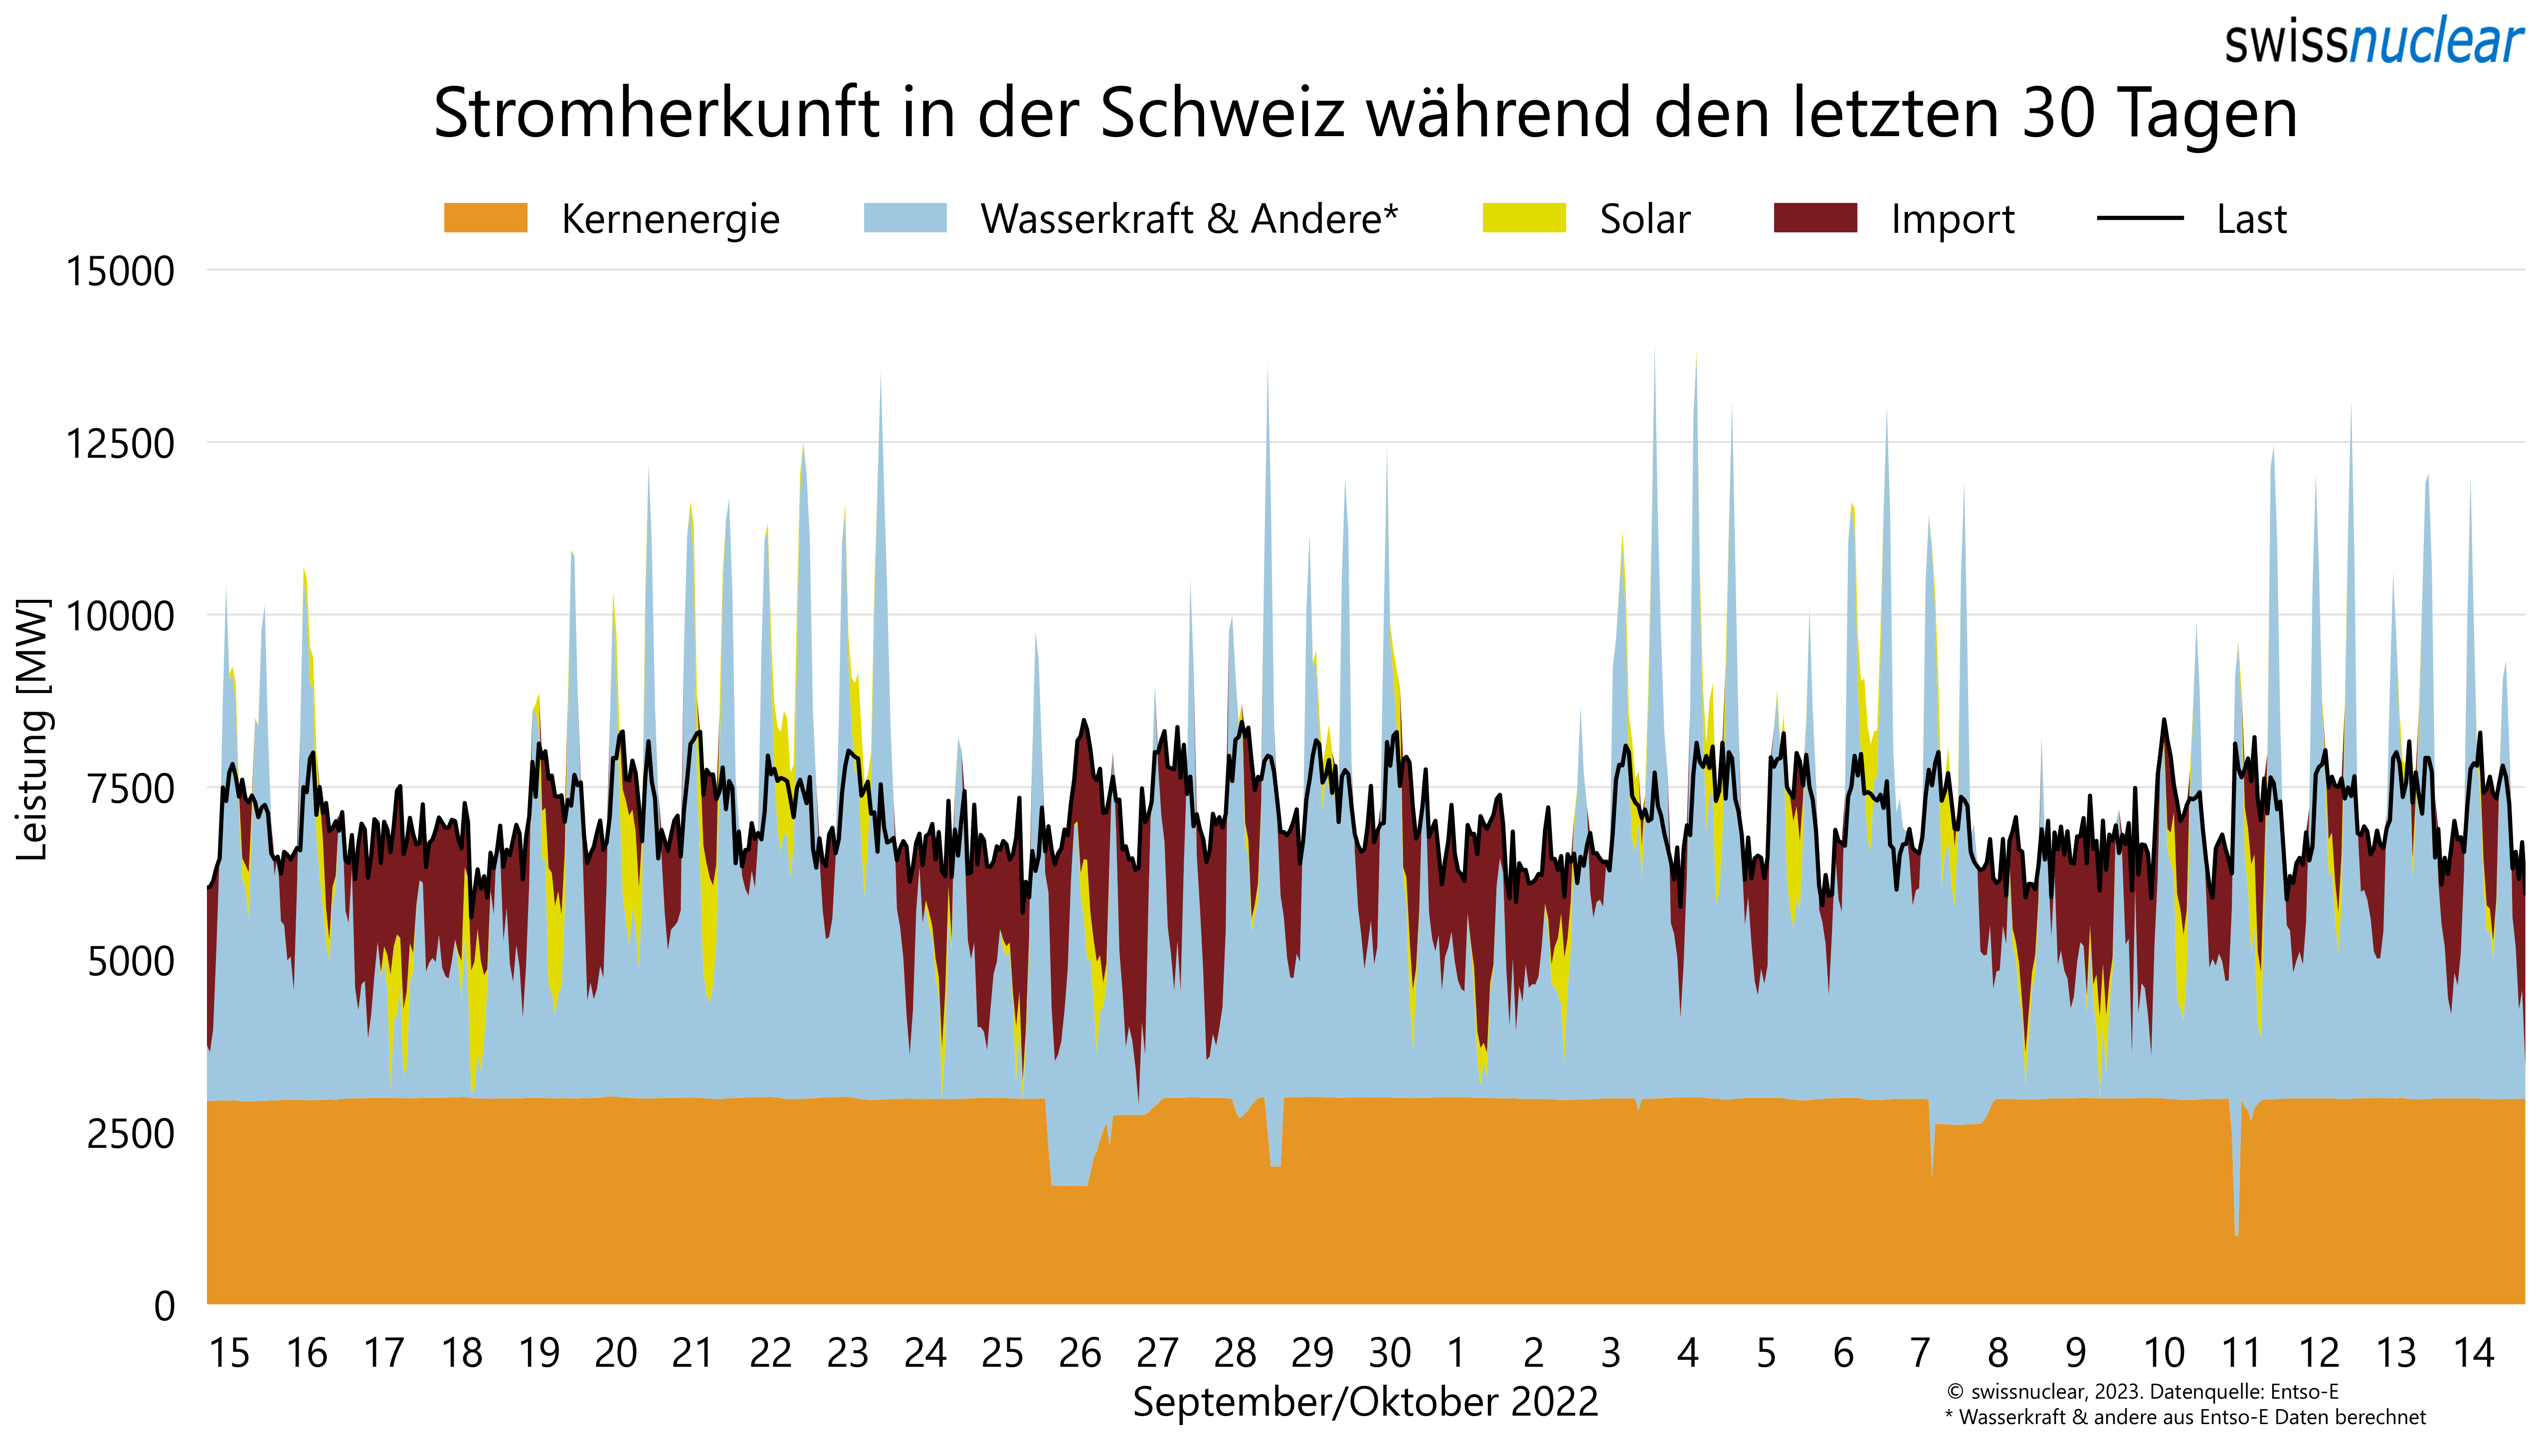 swissnuclear
Stromherkunft in der Schweiz während den letzten 30 Tagen
Kernenergie Wasserkraft & Andere* Solar Import Last
15000
12500
10000
7500
5000
2500
0
Leistung [MW]
15 16 17 18 19 20 21 22 23 24 25 26 27 28 29 30 1 2 3 4 5 6 7 8 9 10 11 12 13 14
September/Oktober 2022
© swissnuclear, 2023. Datenquelle: Entso-E
* Wasserkraft & andere aus Entso-E Daten berechnet